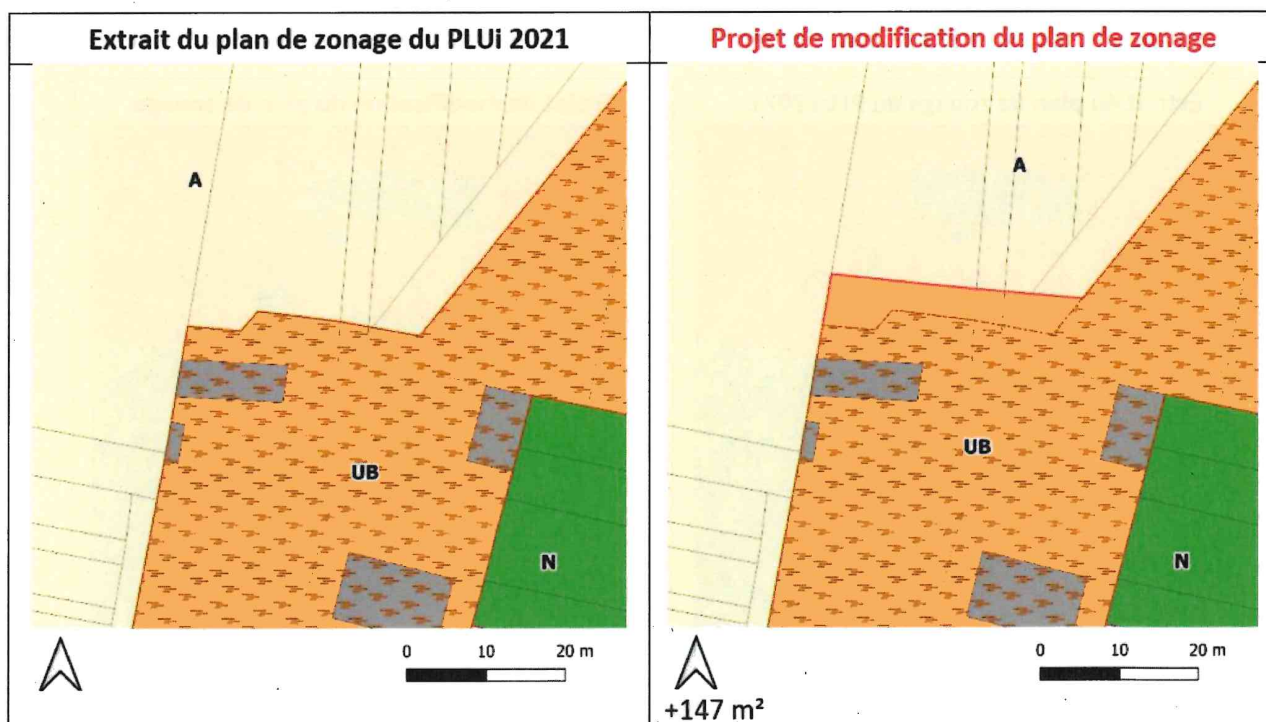 Extrait du plan de zonage du PLUi 2021
Projet de modification du plan de zonage
A
UB
N
0 10 20 m
A
UB
N
0 10 20 m
+147 m²